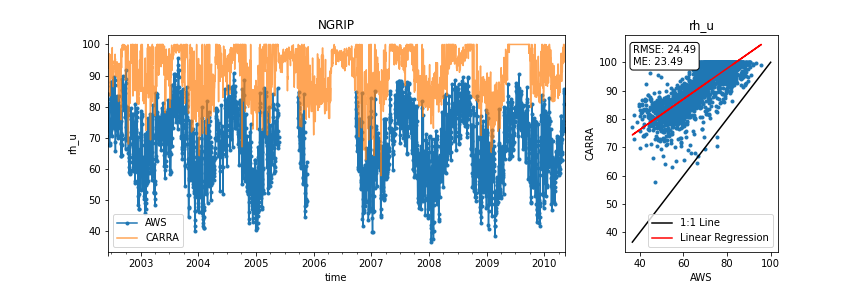 NGRIP
rh_u
100
90
80
70
60
50
40
rh_u
AWS
CARRA
2003
2004
2005
2006
2007
2008
2009
2010
time
rh_u
RMSE: 24.49
ME: 23.49
100
90
80
70
60
50
40
CARRA
1:1 Line
Linear Regression
40
60
80
100
AWS